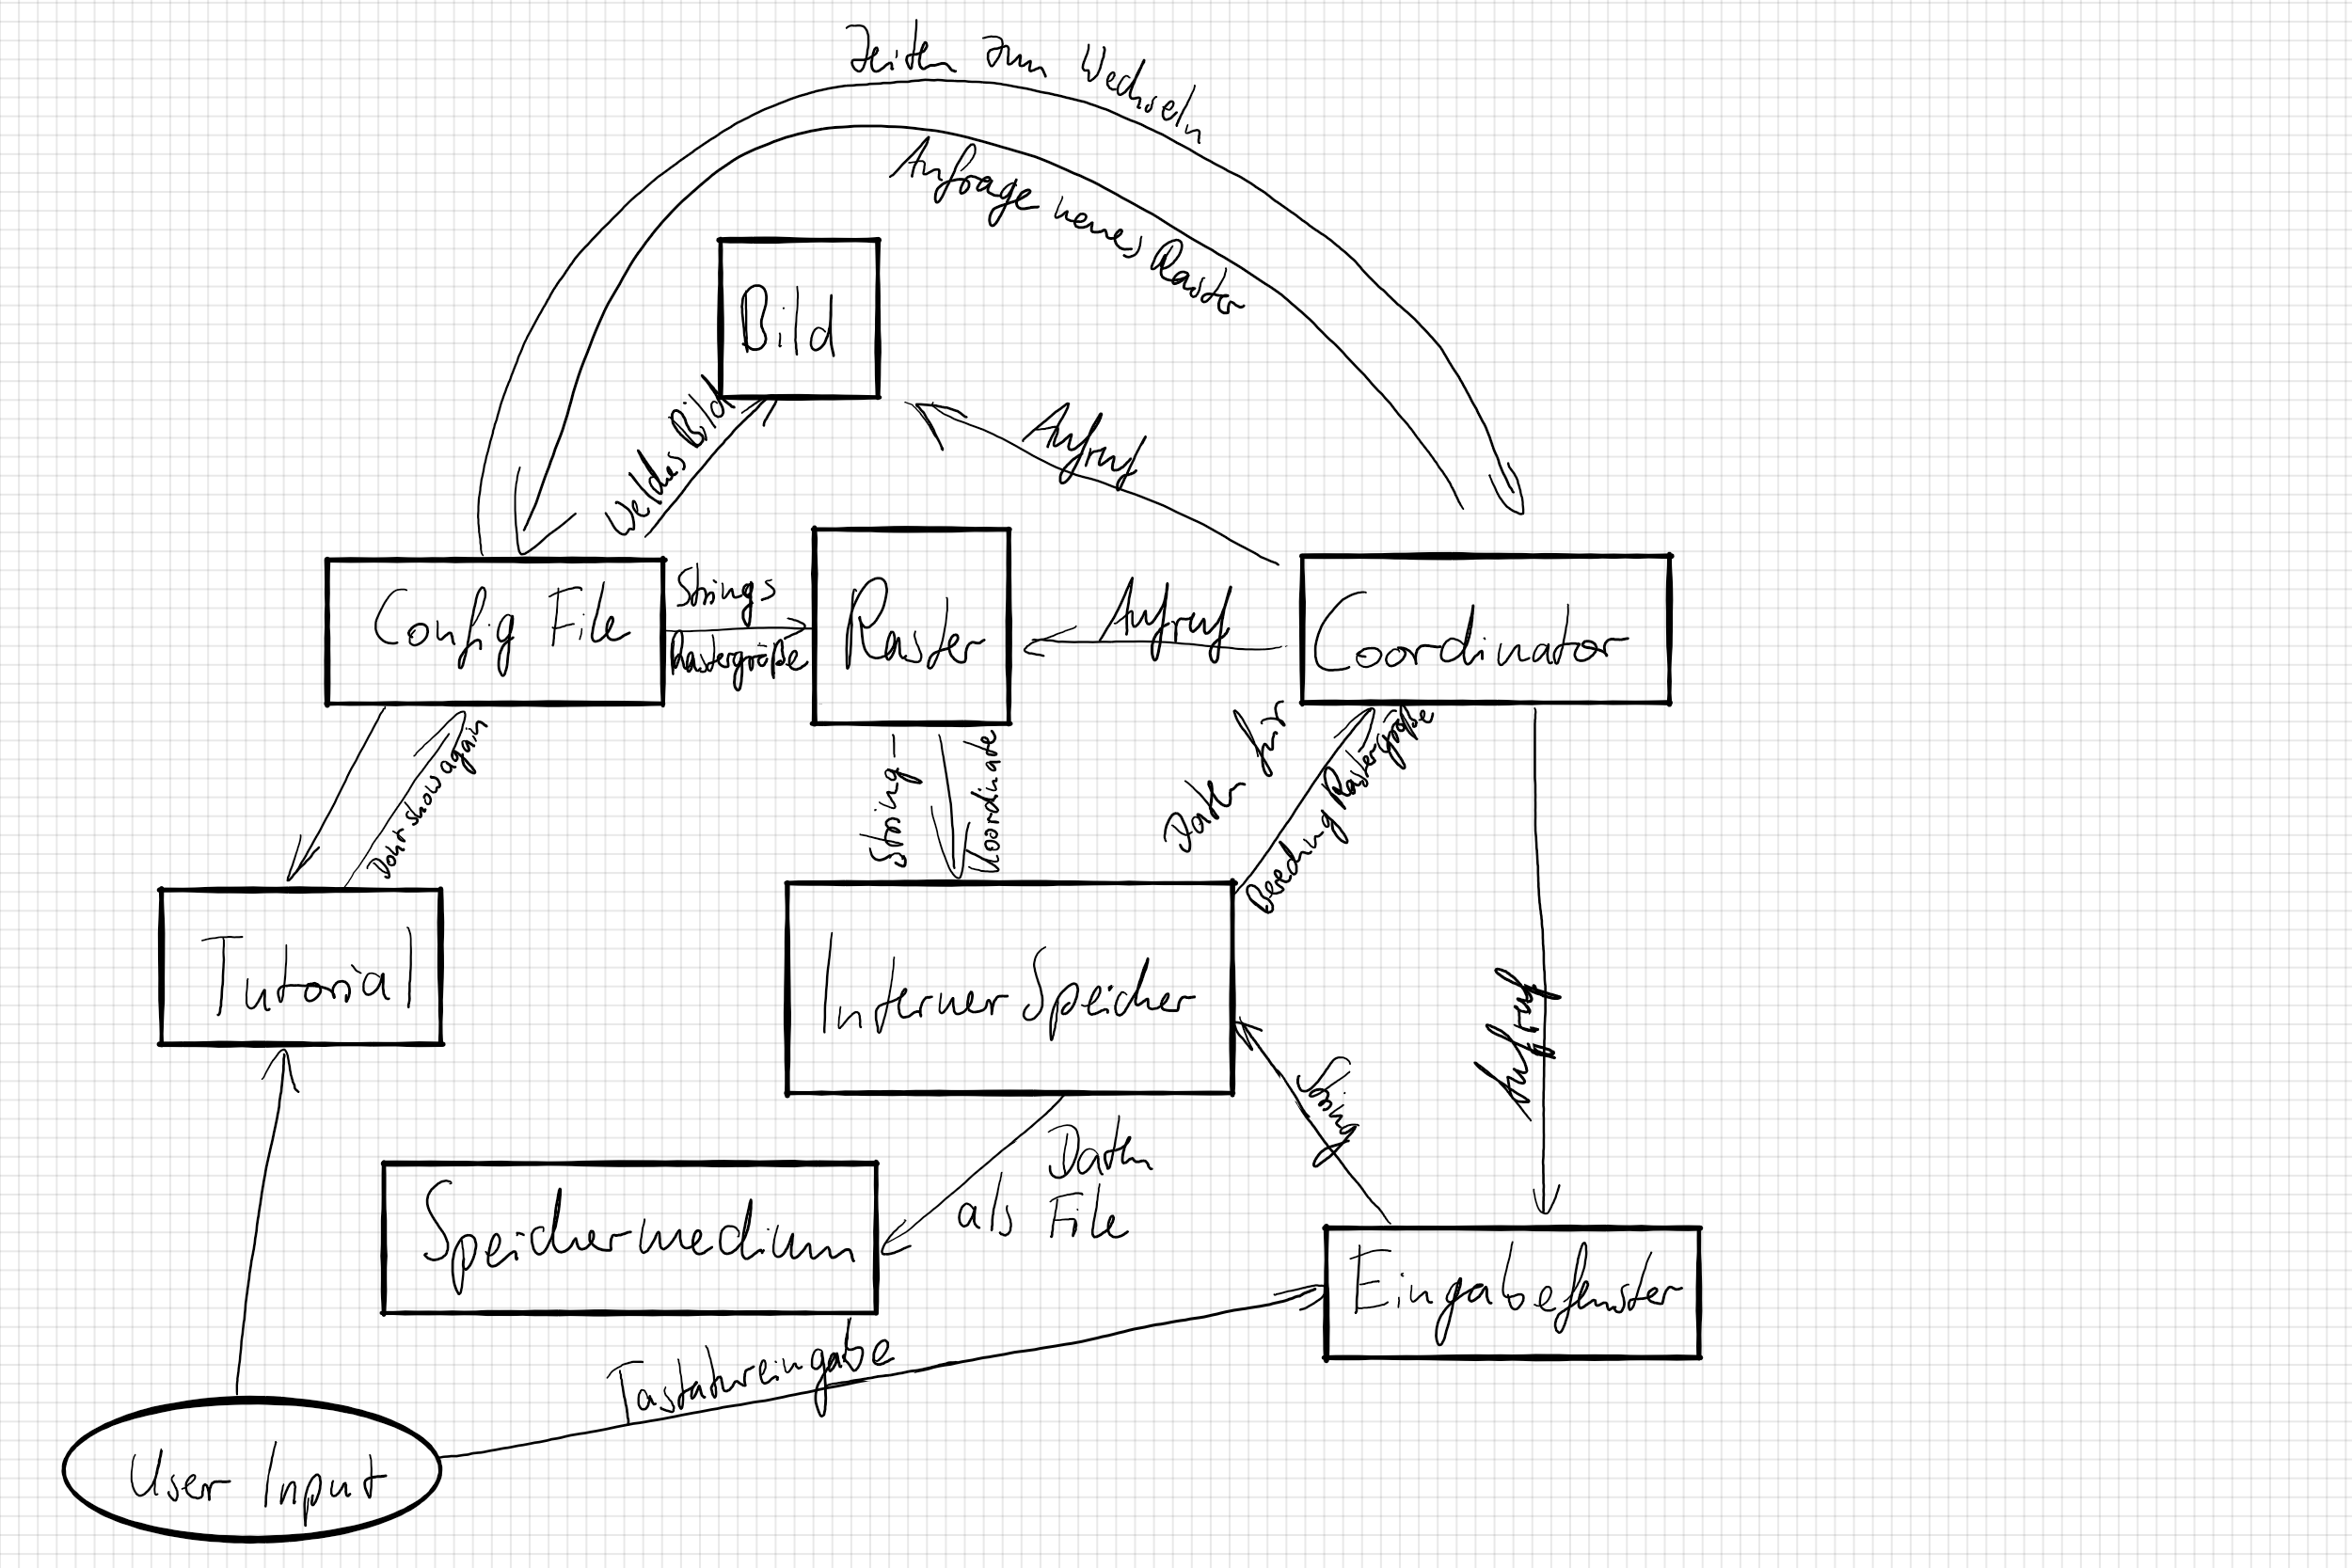 Zeiten zum Wechseln
Anfrage neues Raster
Bild
Welches Bild
Aufruf
Config File
Strings
Rastergröße
Raster
Aufruf
Coordinator
Dont show again
String-
Koordinate
Daten für
Berechnung Rastergröße
Tutorial
Interner Speicher
Aufruf
String
Daten
als File
Speichermedium
Eingabefenster
Tastatureingabe
User Input